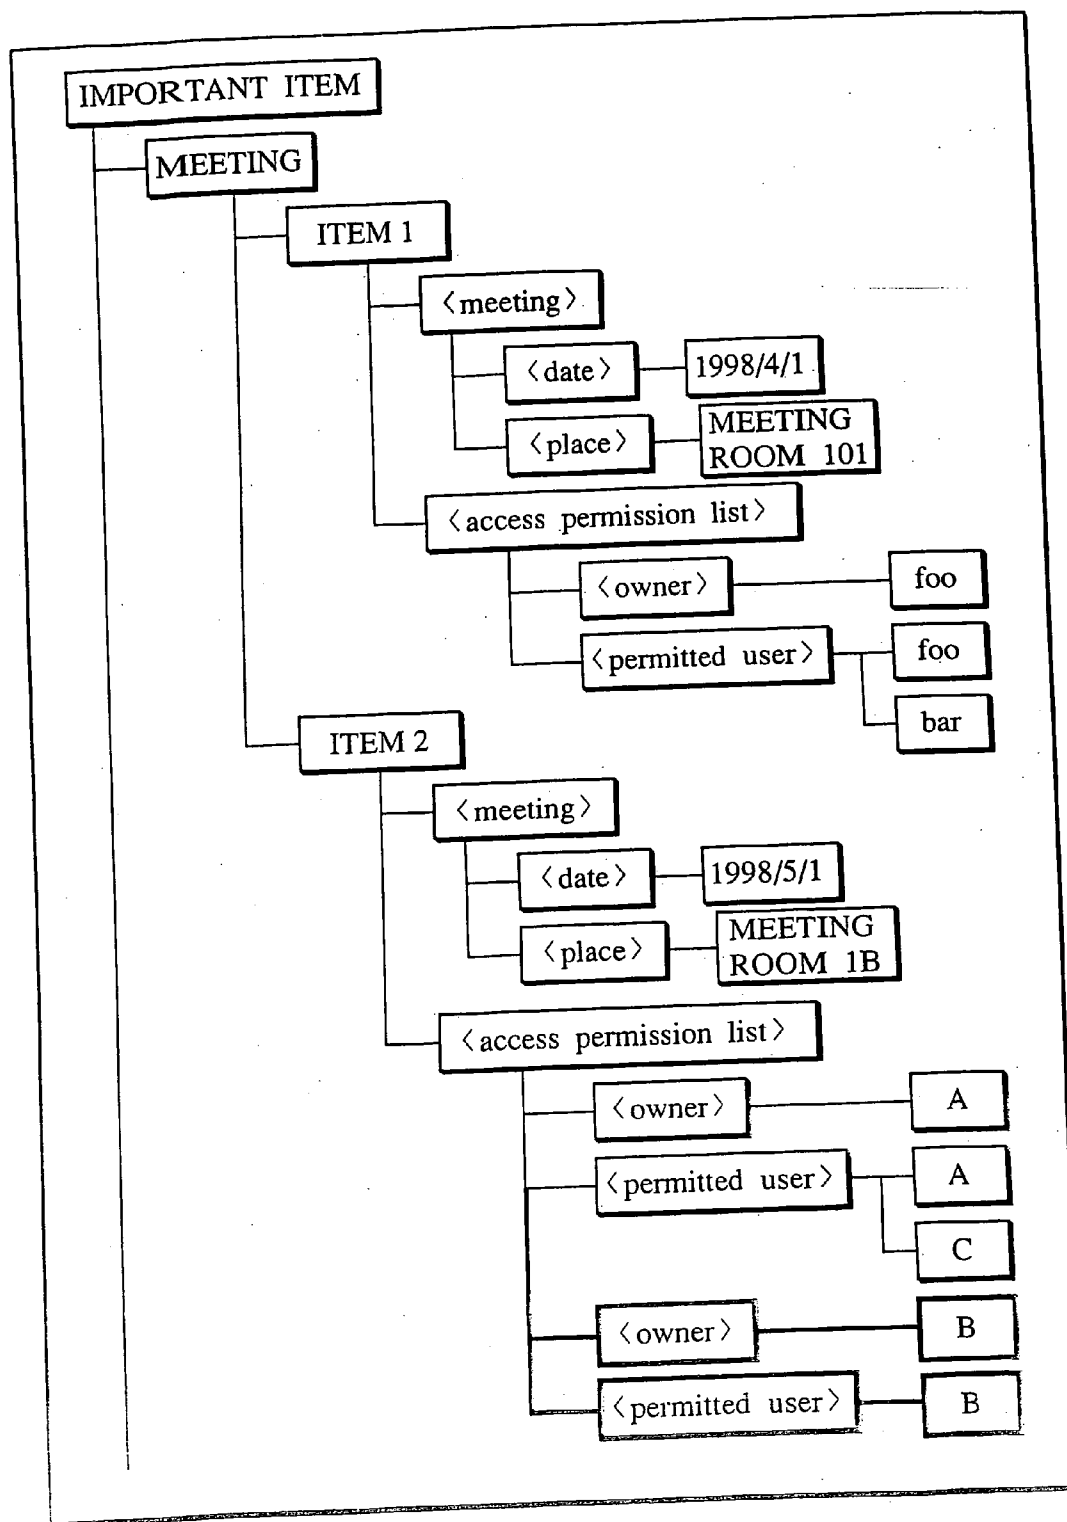 IMPORTANT ITEM
MEETING
ITEM 1
〈meeting〉
〈date〉 1998/4/1
〈place〉 MEETING
ROOM 101
〈access permission list〉
〈owner〉 foo
〈permitted user〉 foo
bar
ITEM 2
〈meeting〉
〈date〉 1998/5/1
〈place〉 MEETING
ROOM 1B
〈access permission list〉
〈owner〉 A
〈permitted user〉 A
C
〈owner〉 B
〈permitted user〉 B